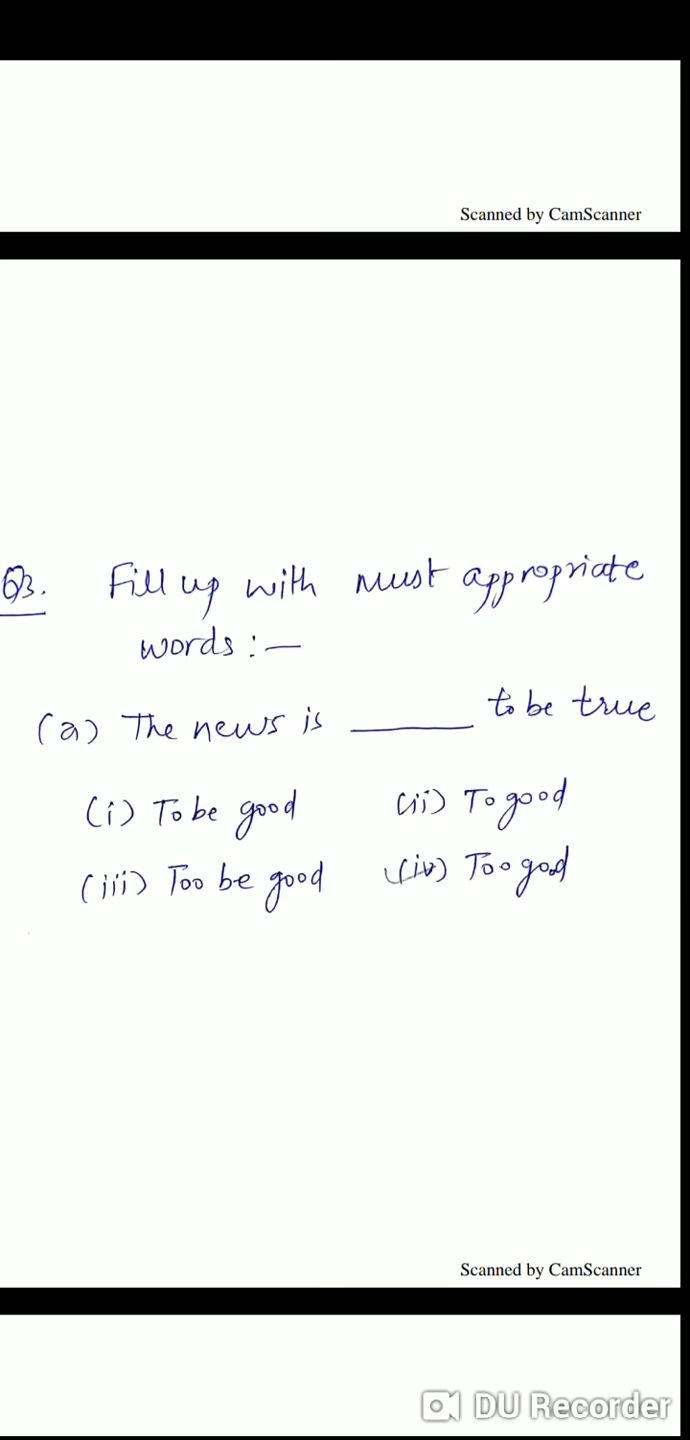 Scanned by CamScanner
Q3. Fill up with must appropriate
words :—
(a) The news is ______ to be true
(i) To be good (ii) To good
(iii) Too be good (iv) Too good
Scanned by CamScanner
DU Recorder